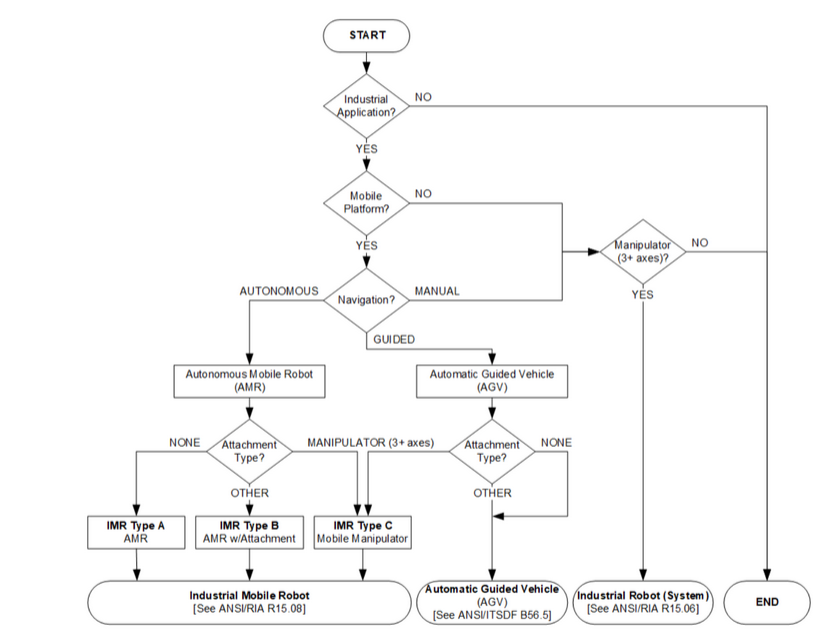 START
Industrial
Application?
NO
YES
Mobile
Platform?
NO
YES
Manipulator
(3+ axes)?
NO
YES
AUTONOMOUS
Navigation?
MANUAL
GUIDED
Autonomous Mobile Robot
(AMR)
Automatic Guided Vehicle
(AGV)
NONE
Attachment
Type?
MANIPULATOR (3+ axes)
Attachment
Type?
NONE
OTHER
OTHER
IMR Type A
AMR
IMR Type B
AMR w/Attachment
IMR Type C
Mobile Manipulator
Industrial Mobile Robot
[See ANSI/RIA R15.08]
Automatic Guided Vehicle
(AGV)
[See ANSI/ITSDF B56.5]
Industrial Robot (System)
[See ANSI/RIA R15.06]
END